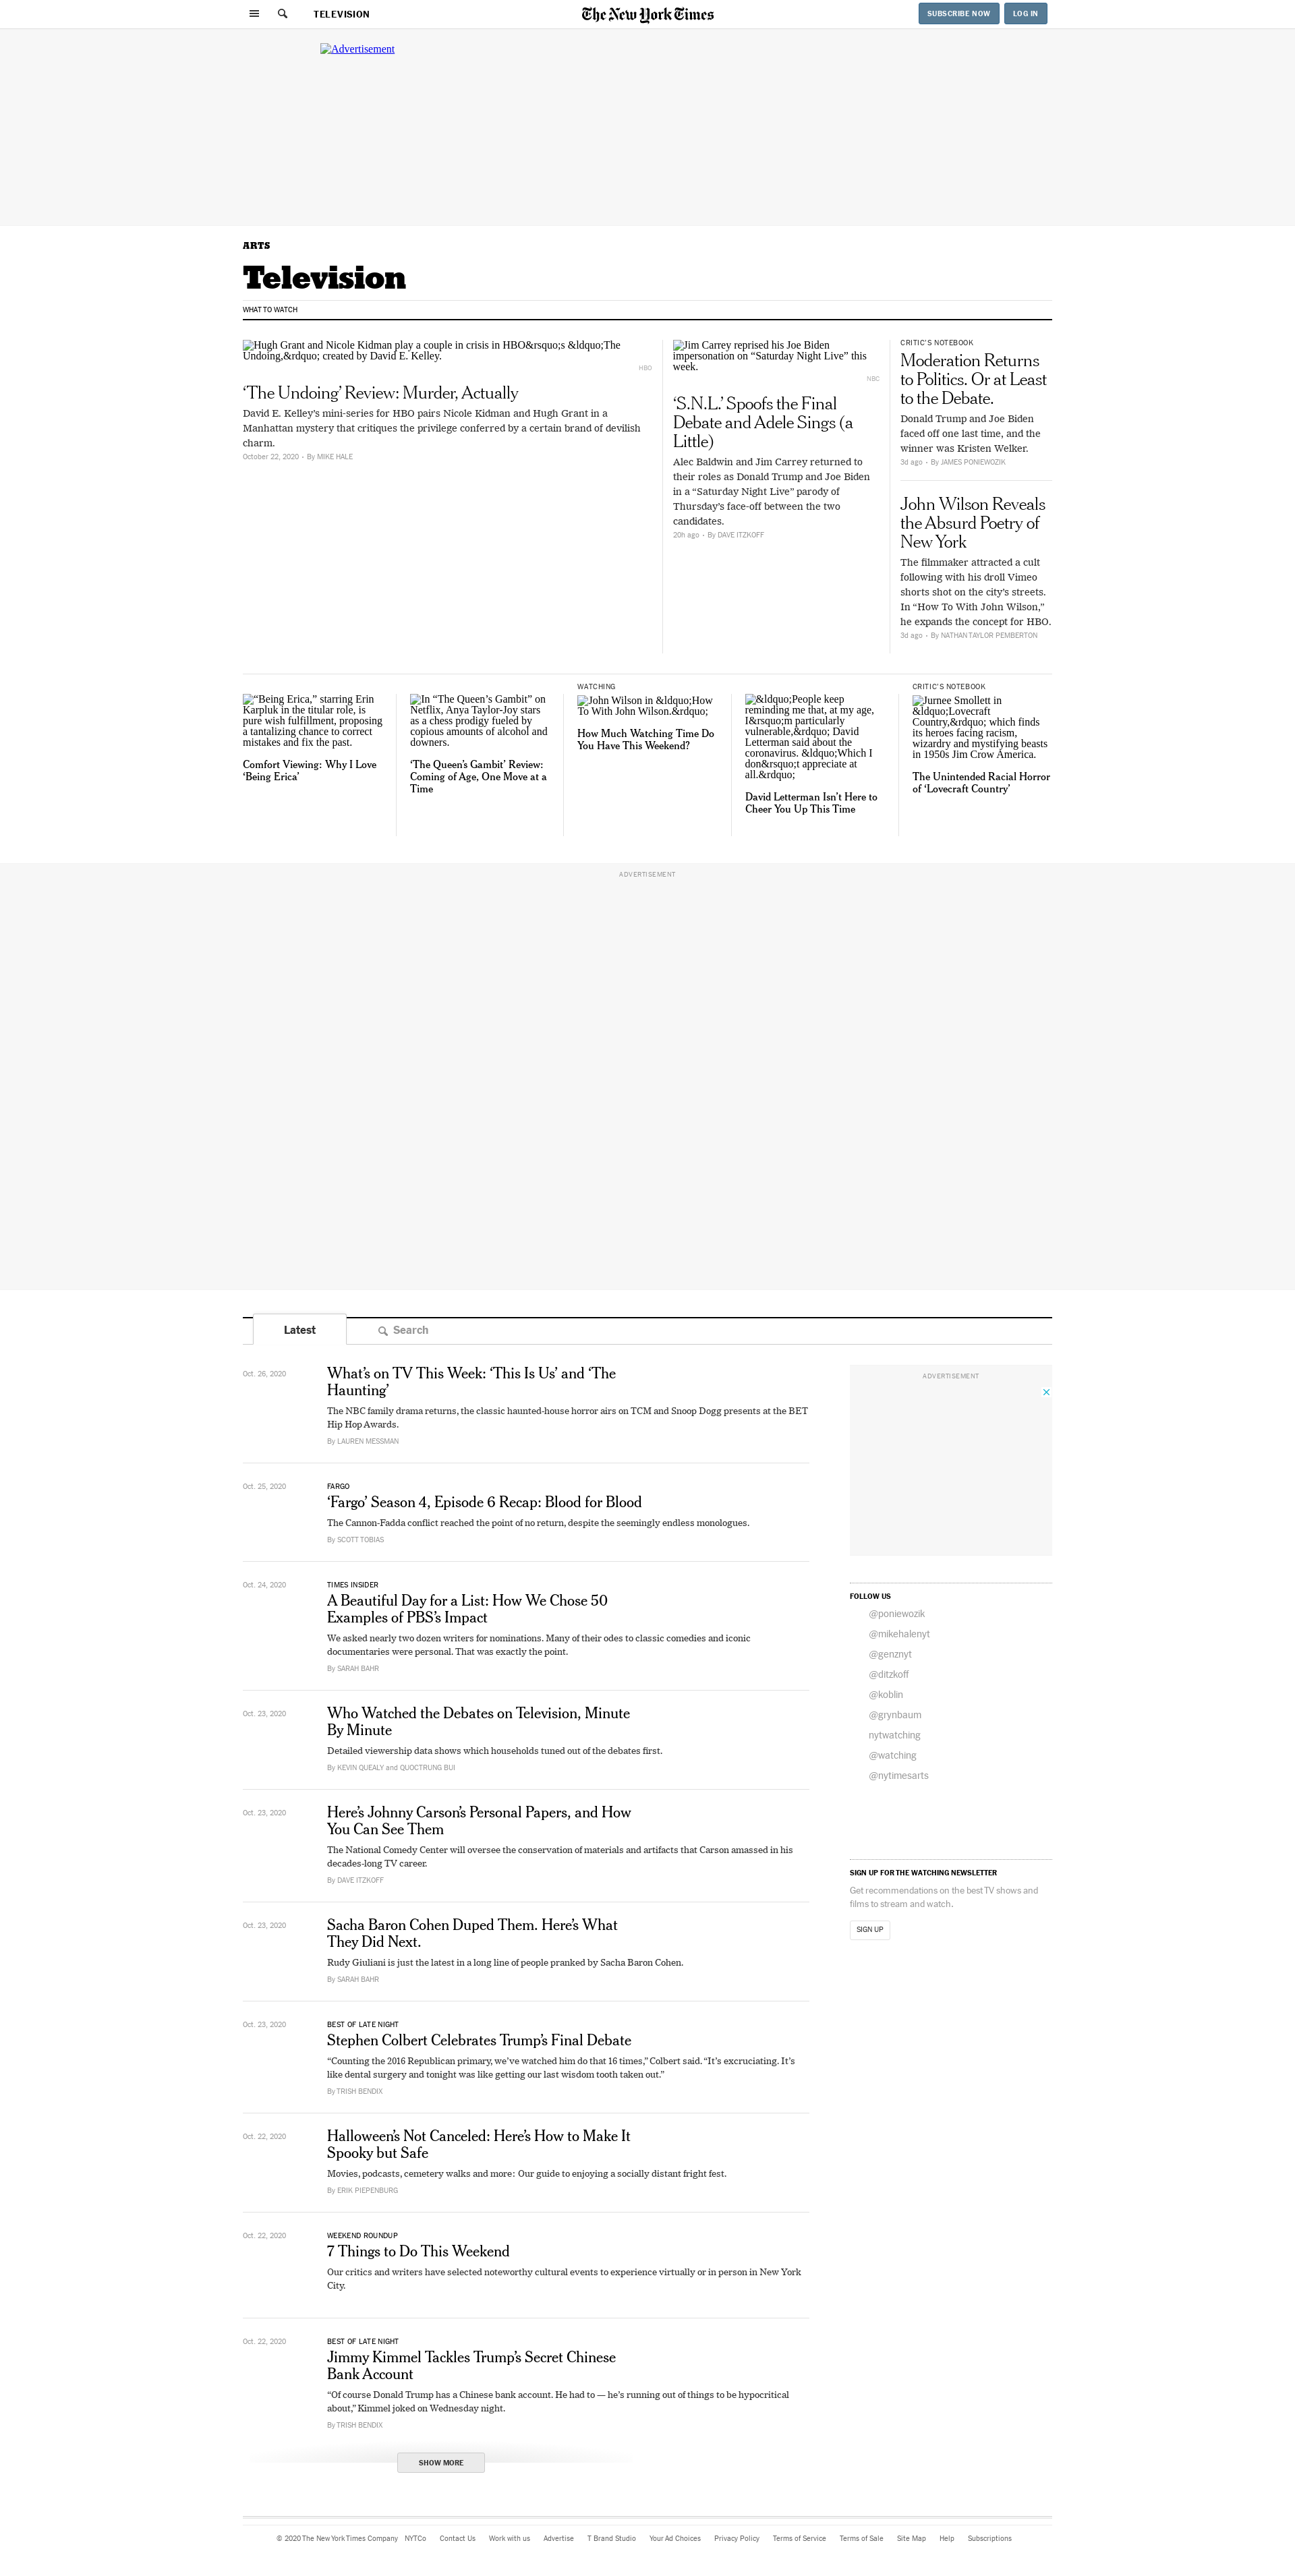 TELEVISION
The New York Times
SUBSCRIBE NOW
LOG IN
Advertisement
ARTS
Television
WHAT TO WATCH
Hugh Grant and Nicole Kidman play a couple in crisis in HBO&rsquo;s &ldquo;The
Undoing,&rdquo; created by David E. Kelley.
HBO
‘The Undoing’ Review: Murder, Actually
David E. Kelley’s mini-series for HBO pairs Nicole Kidman and Hugh Grant in a
Manhattan mystery that critiques the privilege conferred by a certain brand of devilish
charm.
October 22, 2020 • By MIKE HALE
Jim Carrey reprised his Joe Biden
impersonation on “Saturday Night Live” this
week.
NBC
‘S.N.L.’ Spoofs the Final
Debate and Adele Sings (a
Little)
Alec Baldwin and Jim Carrey returned to
their roles as Donald Trump and Joe Biden
in a “Saturday Night Live” parody of
Thursday’s face-off between the two
candidates.
20h ago • By DAVE ITZKOFF
CRITIC’S NOTEBOOK
Moderation Returns
to Politics. Or at Least
to the Debate.
Donald Trump and Joe Biden
faced off one last time, and the
winner was Kristen Welker.
3d ago • By JAMES PONIEWOZIK
John Wilson Reveals
the Absurd Poetry of
New York
The filmmaker attracted a cult
following with his droll Vimeo
shorts shot on the city’s streets.
In “How To With John Wilson,”
he expands the concept for HBO.
3d ago • By NATHAN TAYLOR PEMBERTON
“Being Erica,” starring Erin
Karpluk in the titular role, is
pure wish fulfillment, proposing
a tantalizing chance to correct
mistakes and fix the past.
Comfort Viewing: Why I Love
‘Being Erica’
In “The Queen’s Gambit” on
Netflix, Anya Taylor-Joy stars
as a chess prodigy fueled by
copious amounts of alcohol and
downers.
‘The Queen’s Gambit’ Review:
Coming of Age, One Move at a
Time
WATCHING
John Wilson in &ldquo;How
To With John Wilson.&rdquo;
How Much Watching Time Do
You Have This Weekend?
&ldquo;People keep
reminding me that, at my age,
I&rsquo;m particularly
vulnerable,&rdquo; David
Letterman said about the
coronavirus. &ldquo;Which I
don&rsquo;t appreciate at
all.&rdquo;
David Letterman Isn’t Here to
Cheer You Up This Time
CRITIC’S NOTEBOOK
Jurnee Smollett in
&ldquo;Lovecraft
Country,&rdquo; which finds
its heroes facing racism,
wizardry and mystifying beasts
in 1950s Jim Crow America.
The Unintended Racial Horror
of ‘Lovecraft Country’
ADVERTISEMENT
Latest
Search
Oct. 26, 2020
What’s on TV This Week: ‘This Is Us’ and ‘The
Haunting’
The NBC family drama returns, the classic haunted-house horror airs on TCM and Snoop Dogg presents at the BET
Hip Hop Awards.
By LAUREN MESSMAN
Oct. 25, 2020
FARGO
‘Fargo’ Season 4, Episode 6 Recap: Blood for Blood
The Cannon-Fadda conflict reached the point of no return, despite the seemingly endless monologues.
By SCOTT TOBIAS
Oct. 24, 2020
TIMES INSIDER
A Beautiful Day for a List: How We Chose 50
Examples of PBS’s Impact
We asked nearly two dozen writers for nominations. Many of their odes to classic comedies and iconic
documentaries were personal. That was exactly the point.
By SARAH BAHR
Oct. 23, 2020
Who Watched the Debates on Television, Minute
By Minute
Detailed viewership data shows which households tuned out of the debates first.
By KEVIN QUEALY and QUOCTRUNG BUI
Oct. 23, 2020
Here’s Johnny Carson’s Personal Papers, and How
You Can See Them
The National Comedy Center will oversee the conservation of materials and artifacts that Carson amassed in his
decades-long TV career.
By DAVE ITZKOFF
Oct. 23, 2020
Sacha Baron Cohen Duped Them. Here’s What
They Did Next.
Rudy Giuliani is just the latest in a long line of people pranked by Sacha Baron Cohen.
By SARAH BAHR
Oct. 23, 2020
BEST OF LATE NIGHT
Stephen Colbert Celebrates Trump’s Final Debate
“Counting the 2016 Republican primary, we’ve watched him do that 16 times,” Colbert said. “It’s excruciating. It’s
like dental surgery and tonight was like getting our last wisdom tooth taken out.”
By TRISH BENDIX
Oct. 22, 2020
Halloween’s Not Canceled: Here’s How to Make It
Spooky but Safe
Movies, podcasts, cemetery walks and more: Our guide to enjoying a socially distant fright fest.
By ERIK PIEPENBURG
Oct. 22, 2020
WEEKEND ROUNDUP
7 Things to Do This Weekend
Our critics and writers have selected noteworthy cultural events to experience virtually or in person in New York
City.
Oct. 22, 2020
BEST OF LATE NIGHT
Jimmy Kimmel Tackles Trump’s Secret Chinese
Bank Account
“Of course Donald Trump has a Chinese bank account. He had to — he’s running out of things to be hypocritical
about,” Kimmel joked on Wednesday night.
By TRISH BENDIX
SHOW MORE
ADVERTISEMENT
FOLLOW US
@poniewozik
@mikehalenyt
@genznyt
@ditzkoff
@koblin
@grynbaum
nytwatching
@watching
@nytimesarts
SIGN UP FOR THE WATCHING NEWSLETTER
Get recommendations on the best TV shows and
films to stream and watch.
SIGN UP
© 2020 The New York Times Company NYTCo Contact Us Work with us Advertise T Brand Studio Your Ad Choices Privacy Policy Terms of Service Terms of Sale Site Map Help Subscriptions